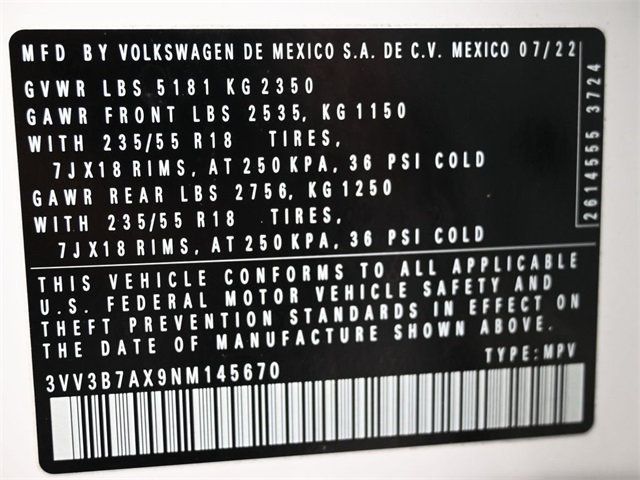 MFD BY VOLKSWAGEN DE MEXICO S.A. DE C.V. MEXICO 07/22
GVWR LBS 5181 KG 2350
GAWR FRONT LBS 2535, KG 1150
WITH 235/55 R18 TIRES,
7JX18 RIMS, AT 250 KPA, 36 PSI COLD
GAWR REAR LBS 2756, KG 1250
WITH 235/55 R18 TIRES,
7JX18 RIMS, AT 250 KPA, 36 PSI COLD
2614555 3724
THIS VEHICLE CONFORMS TO ALL APPLICABLE
U.S. FEDERAL MOTOR VEHICLE SAFETY AND
THEFT PREVENTION STANDARDS IN EFFECT ON
THE DATE OF MANUFACTURE SHOWN ABOVE.
TYPE: MPV
3VV3B7AX9NM145670